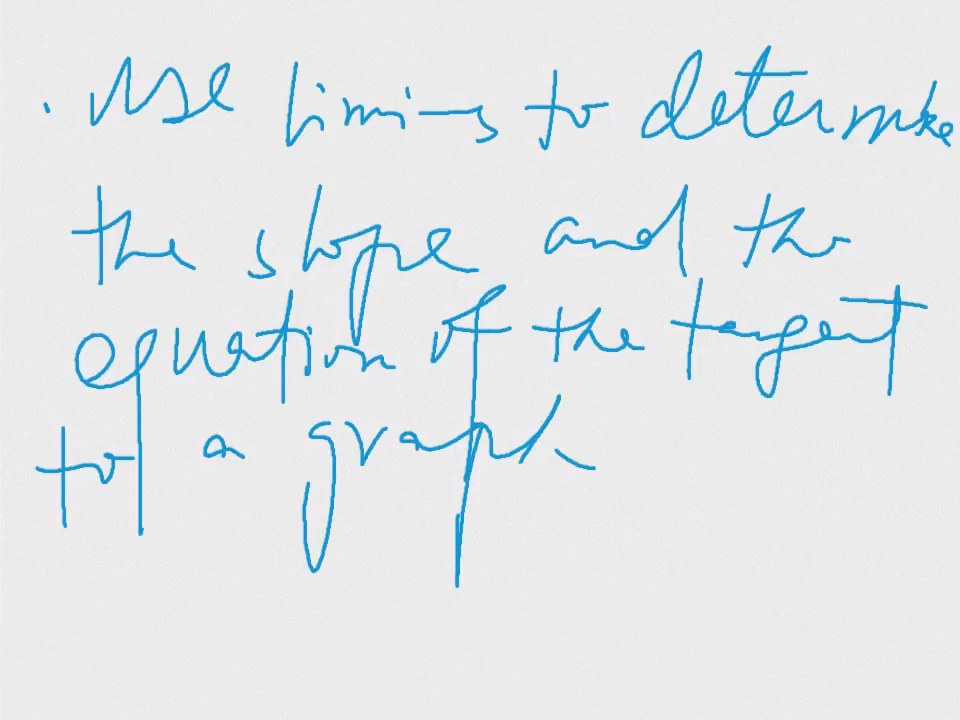 . Use limits to determine
the slope and the
equation of the tangent
to a graph